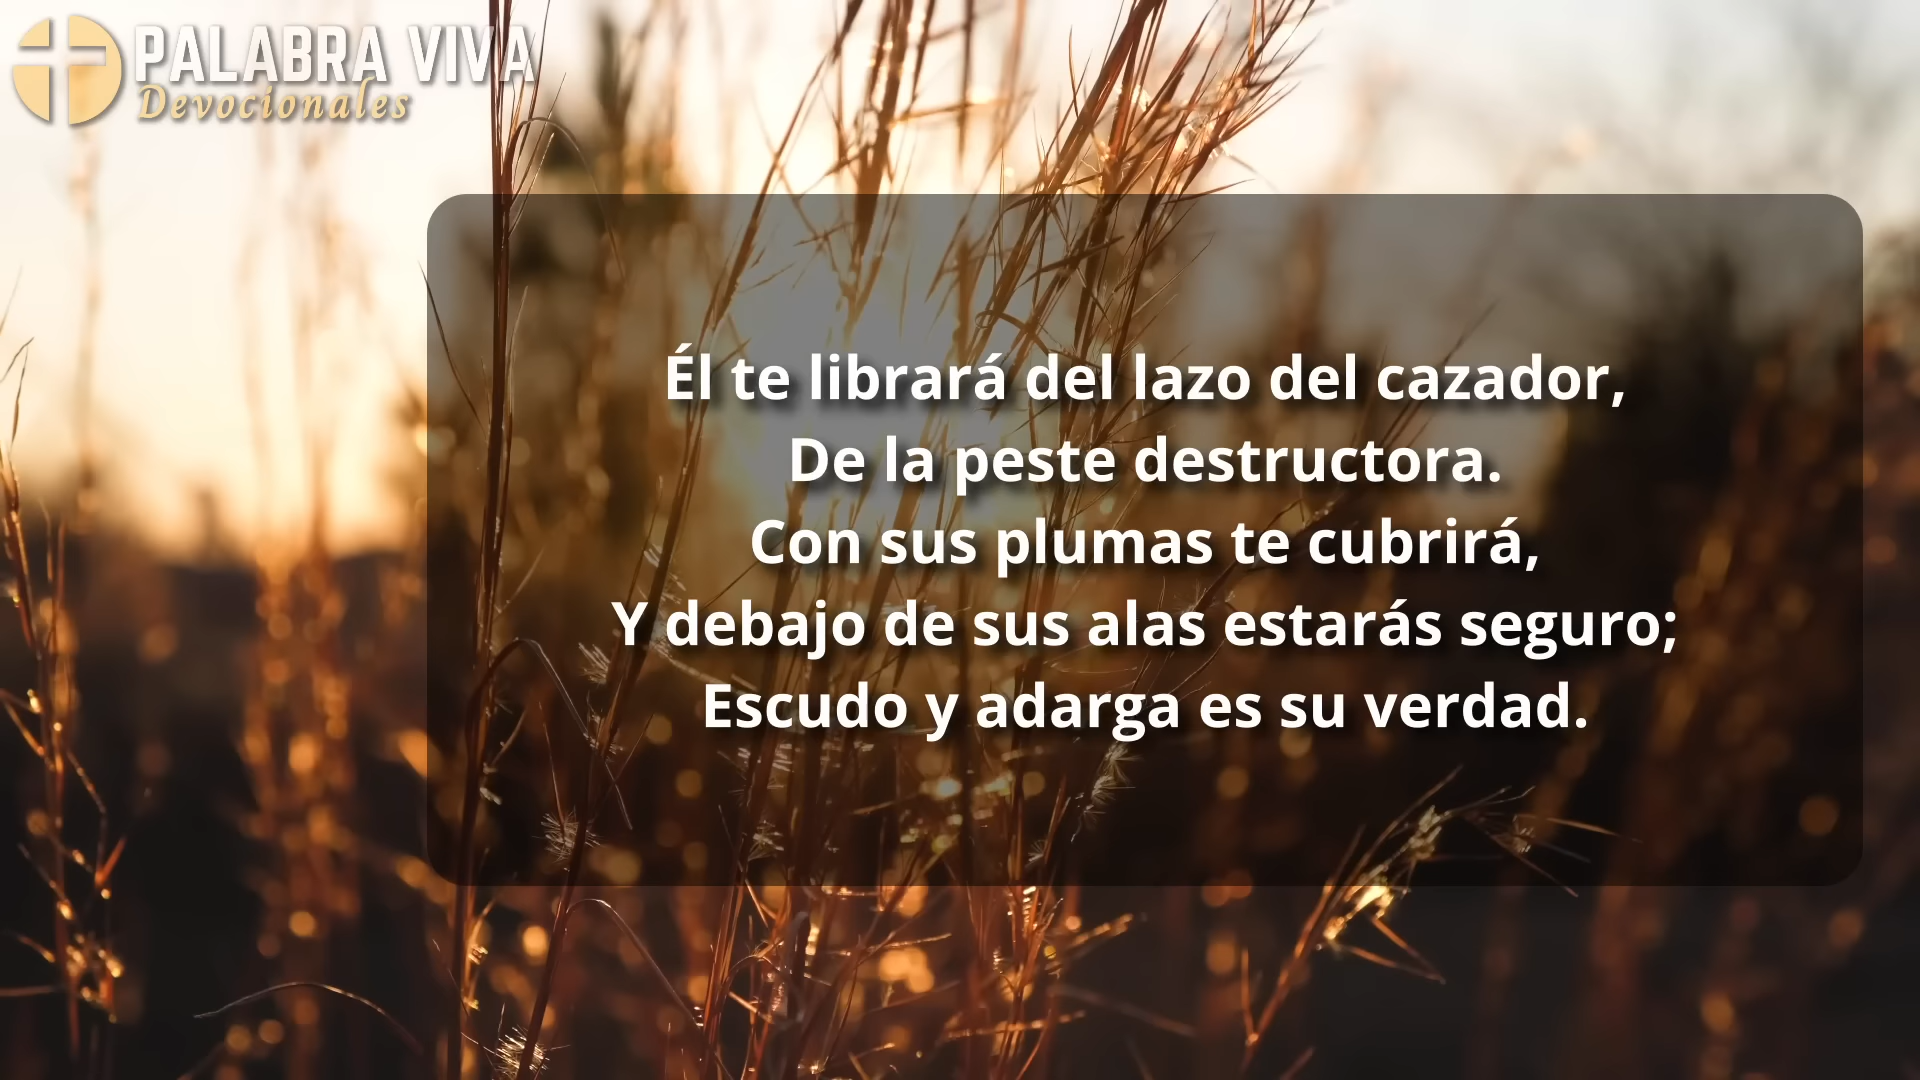 PALABRA VIVA
Devocionales
Él te librará del lazo del cazador,
De la peste destructora.
Con sus plumas te cubrirá,
Y debajo de sus alas estarás seguro;
Escudo y adarga es su verdad.